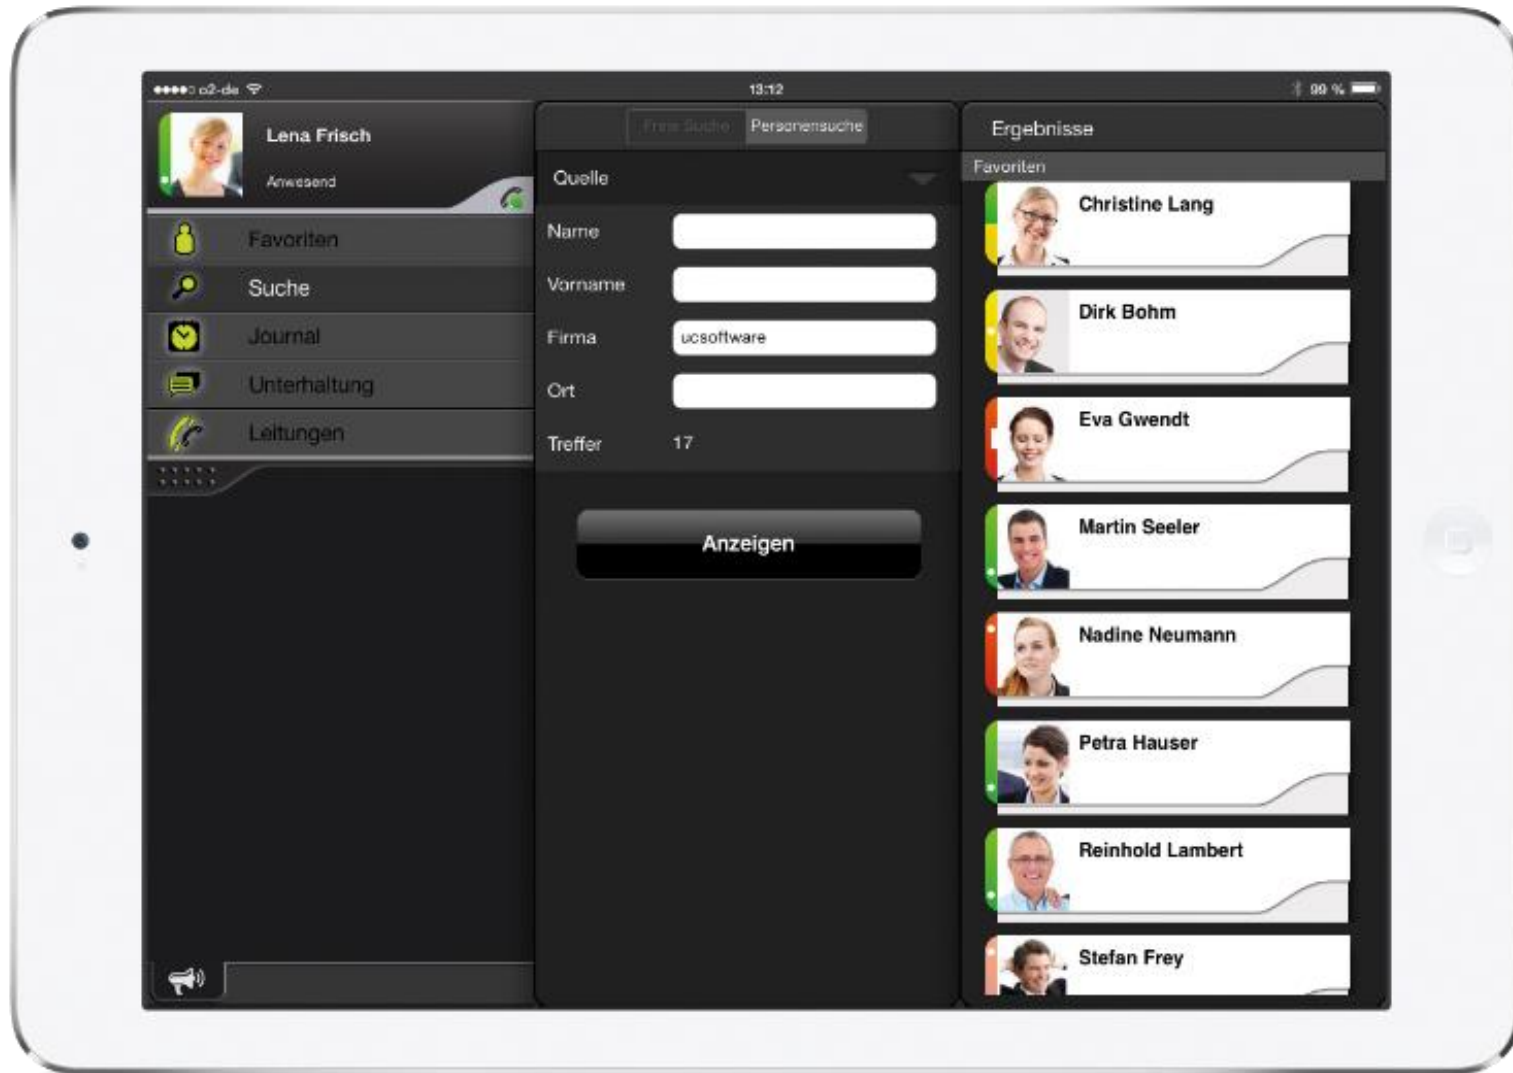 o2-de
13:12
99 %
Lena Frisch
Anwesend
Favoriten
Suche
Journal
Unterhaltung
Leitungen
Freie Suche
Personensuche
Quelle
Name
Vorname
Firma
ucsoftware
Ort
Treffer
17
Anzeigen
Ergebnisse
Favoriten
Christine Lang
Dirk Bohm
Eva Gwendt
Martin Seeler
Nadine Neumann
Petra Hauser
Reinhold Lambert
Stefan Frey